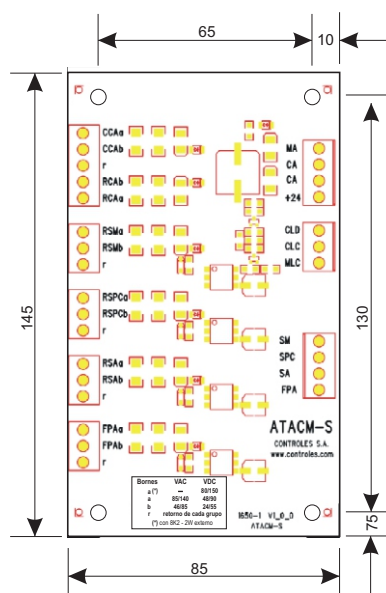 65
10
CCAa
CCAb
r
RCAb
RCAa
MA
CA
CA
+24
RSMa
RSMb
r
CLD
CLC
MLC
RSPCa
RSPCb
r
145
130
RSAa
RSAb
r
SM
SPC
SA
FPA
FPAa
FPAb
r
ATACM-S
CONTROLES S.A.
www.controles.com
Bornes VAC VDC
a (*) -- 80/150
a 85/140 48/90
b 46/85 24/55
r retorno de cada grupo
(*) con 8K2 - 2W externo
1650-1 V1_0_0
ATACM-S
75
75
85